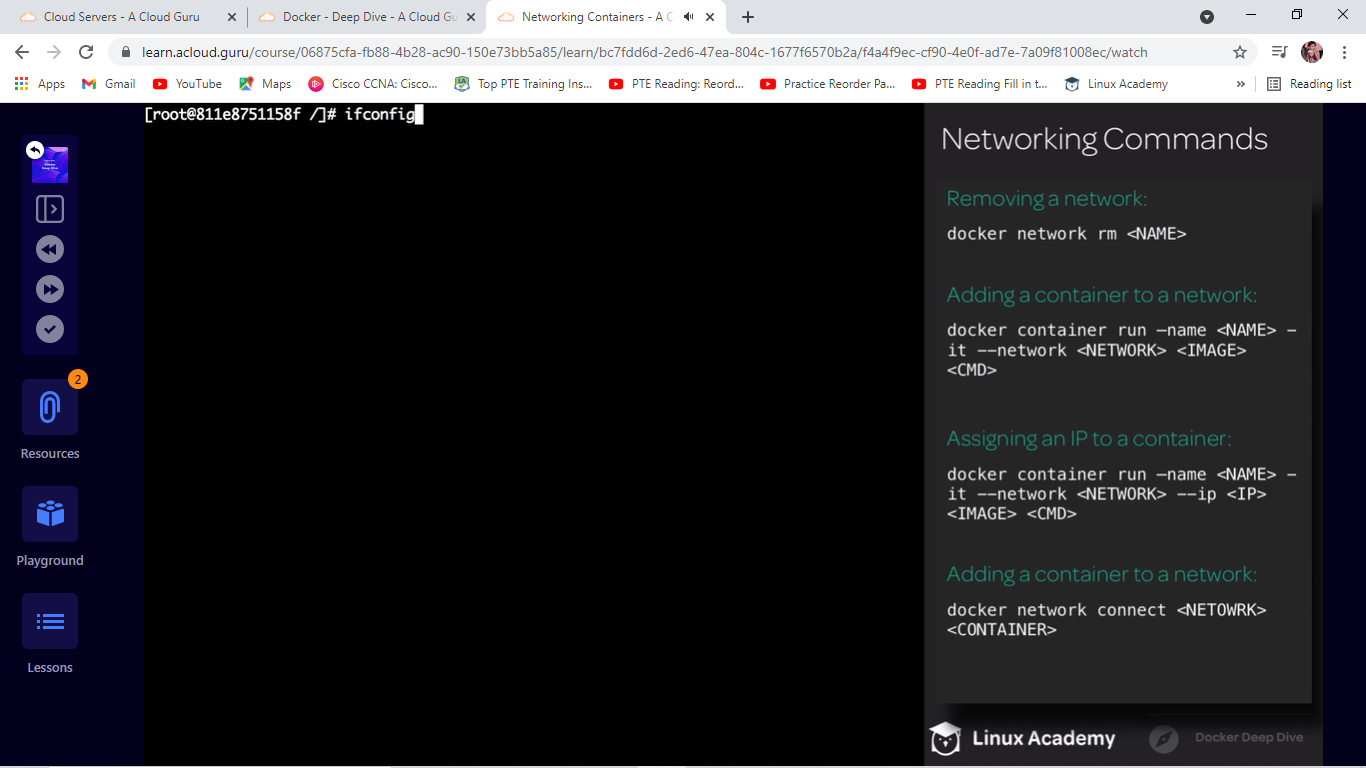 Cloud Servers - A Cloud Guru
Docker - Deep Dive - A Cloud Gu
Networking Containers - A C
learn.acloud.guru/course/06875cfa-fb88-4b28-ac90-150e73bb5a85/learn/bc7fdd6d-2ed6-47ea-804c-1677f6570b2a/f4a4f9ec-cf90-4e0f-ad7e-7a09f81008ec/watch
Apps
Gmail
YouTube
Maps
Cisco CCNA: Cisco...
Top PTE Training Ins...
PTE Reading: Reord...
Practice Reorder Pa...
PTE Reading Fill in t...
Linux Academy
»
Reading list
[root@811e8751158f /]# ifconfig
Docker
Deep Dive
2
Resources
Playground
Lessons
Networking Commands
Removing a network:
docker network rm <NAME>
Adding a container to a network:
docker container run –name <NAME> –
it --network <NETWORK> <IMAGE>
<CMD>
Assigning an IP to a container:
docker container run –name <NAME> –
it --network <NETWORK> --ip <IP>
<IMAGE> <CMD>
Adding a container to a network:
docker network connect <NETOWRK>
<CONTAINER>
Linux Academy
Docker Deep Dive